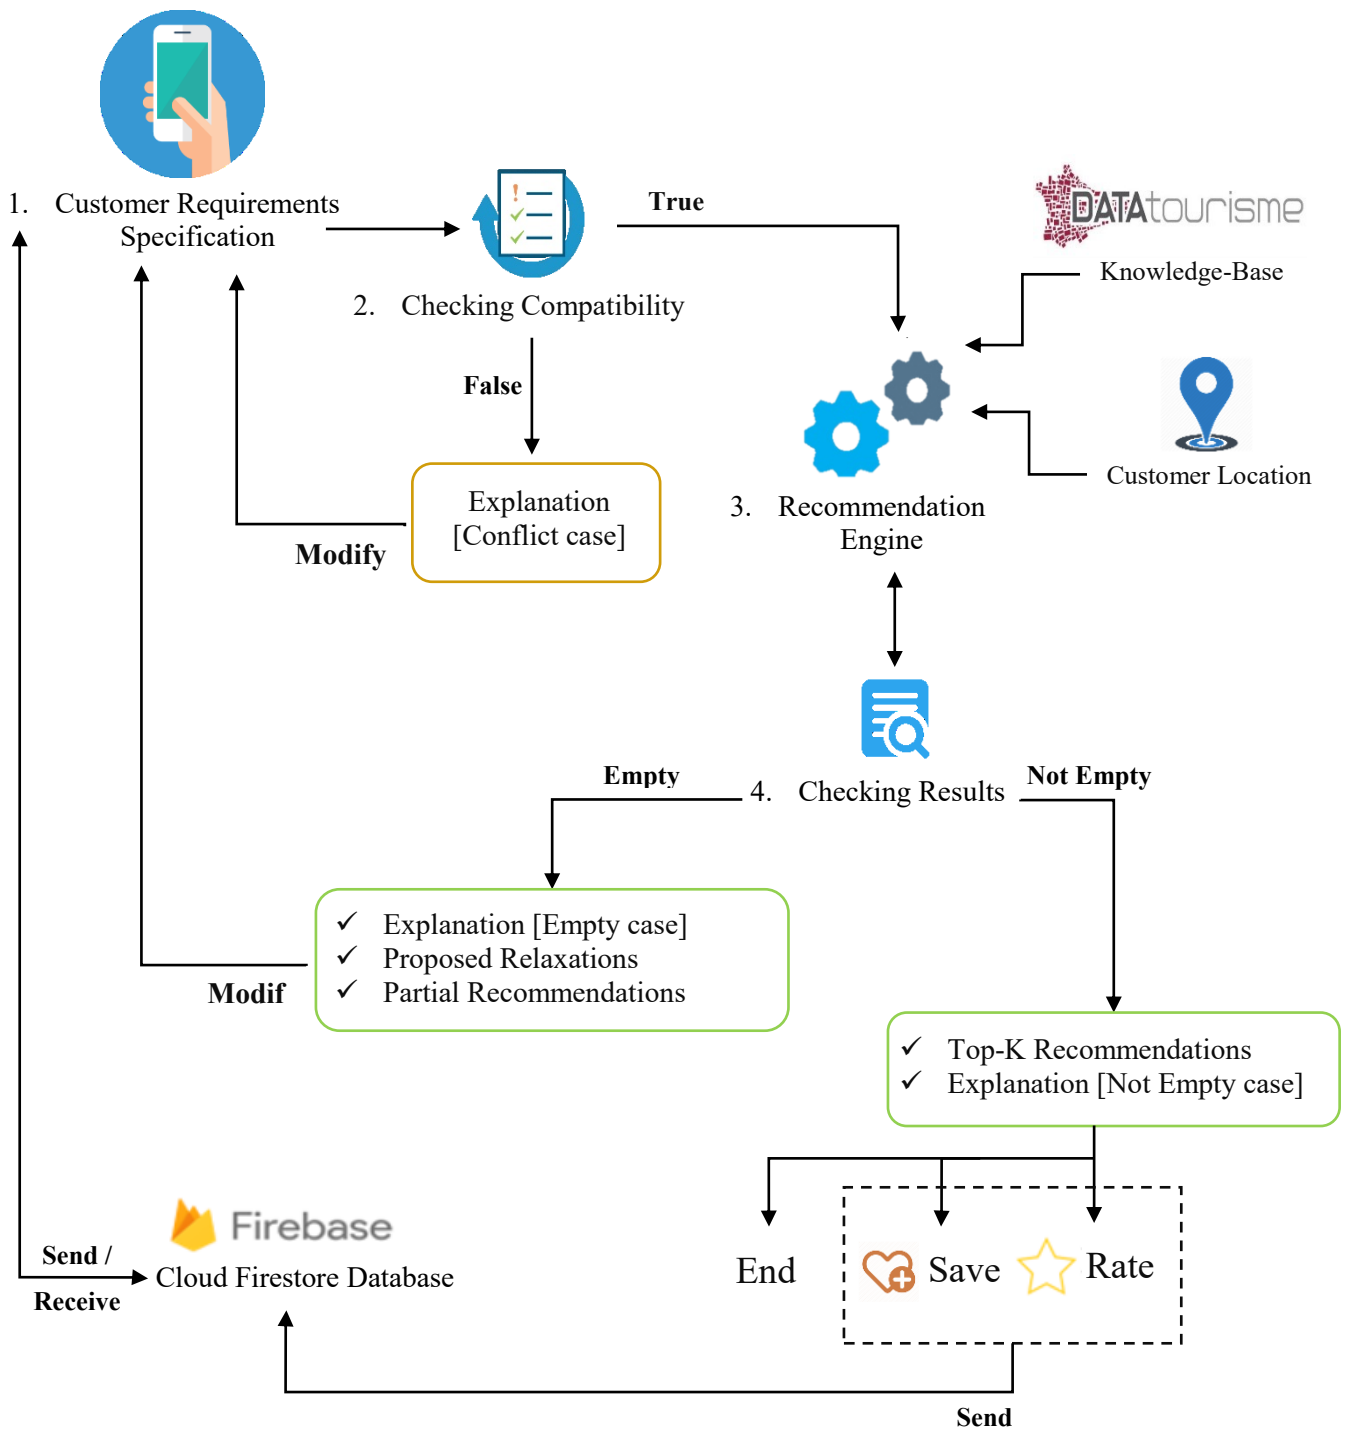 1. Customer Requirements
Specification
True
DATAtourisme
Knowledge-Base
2. Checking Compatibility
False
Customer Location
Explanation
[Conflict case]
Modify
3. Recommendation
Engine
Empty
4. Checking Results
Not Empty
✓ Explanation [Empty case]
✓ Proposed Relaxations
✓ Partial Recommendations
Modif
✓ Top-K Recommendations
✓ Explanation [Not Empty case]
Firebase
Send /
Receive
Cloud Firestore Database
End
Save
Rate
Send